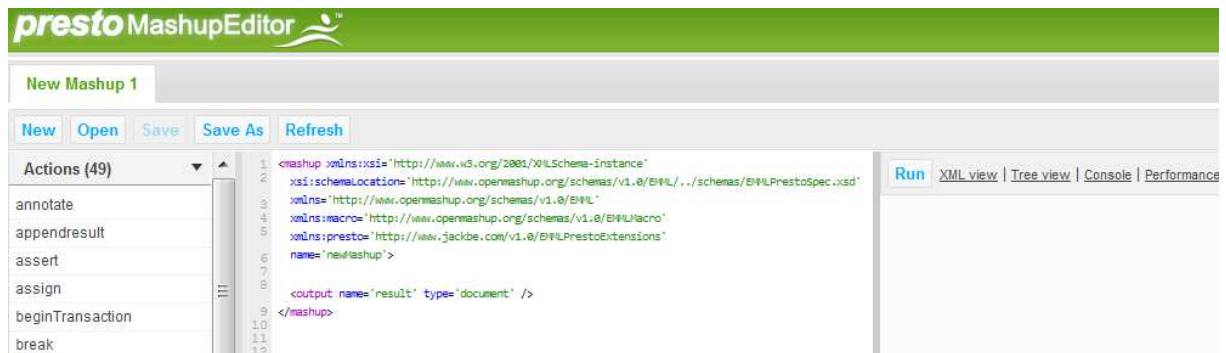 presto MashupEditor ™
New Mashup 1
New Open Save Save As Refresh
Actions (49)
annotate
appendresult
assert
assign
beginTransaction
break
1
2
3
4
5
6
7
8
9
10
11
12
<mashup xmlns:xsi='http://www.w3.org/2001/XMLSchema-instance'
xsi:schemaLocation='http://www.openmashup.org/schemas/v1.0/EMML/../schemas/EMMLPrestoSpec.xsd'
xmlns='http://www.openmashup.org/schemas/v1.0/EMML'
xmlns:macro='http://www.openmashup.org/schemas/v1.0/EMMLMacro'
xmlns:presto='http://www.jackbe.com/v1.0/EMMLPrestoExtensions'
name='newMashup'>
<output name='result' type='document' />
</mashup>
Run XML view | Tree view | Console | Performance